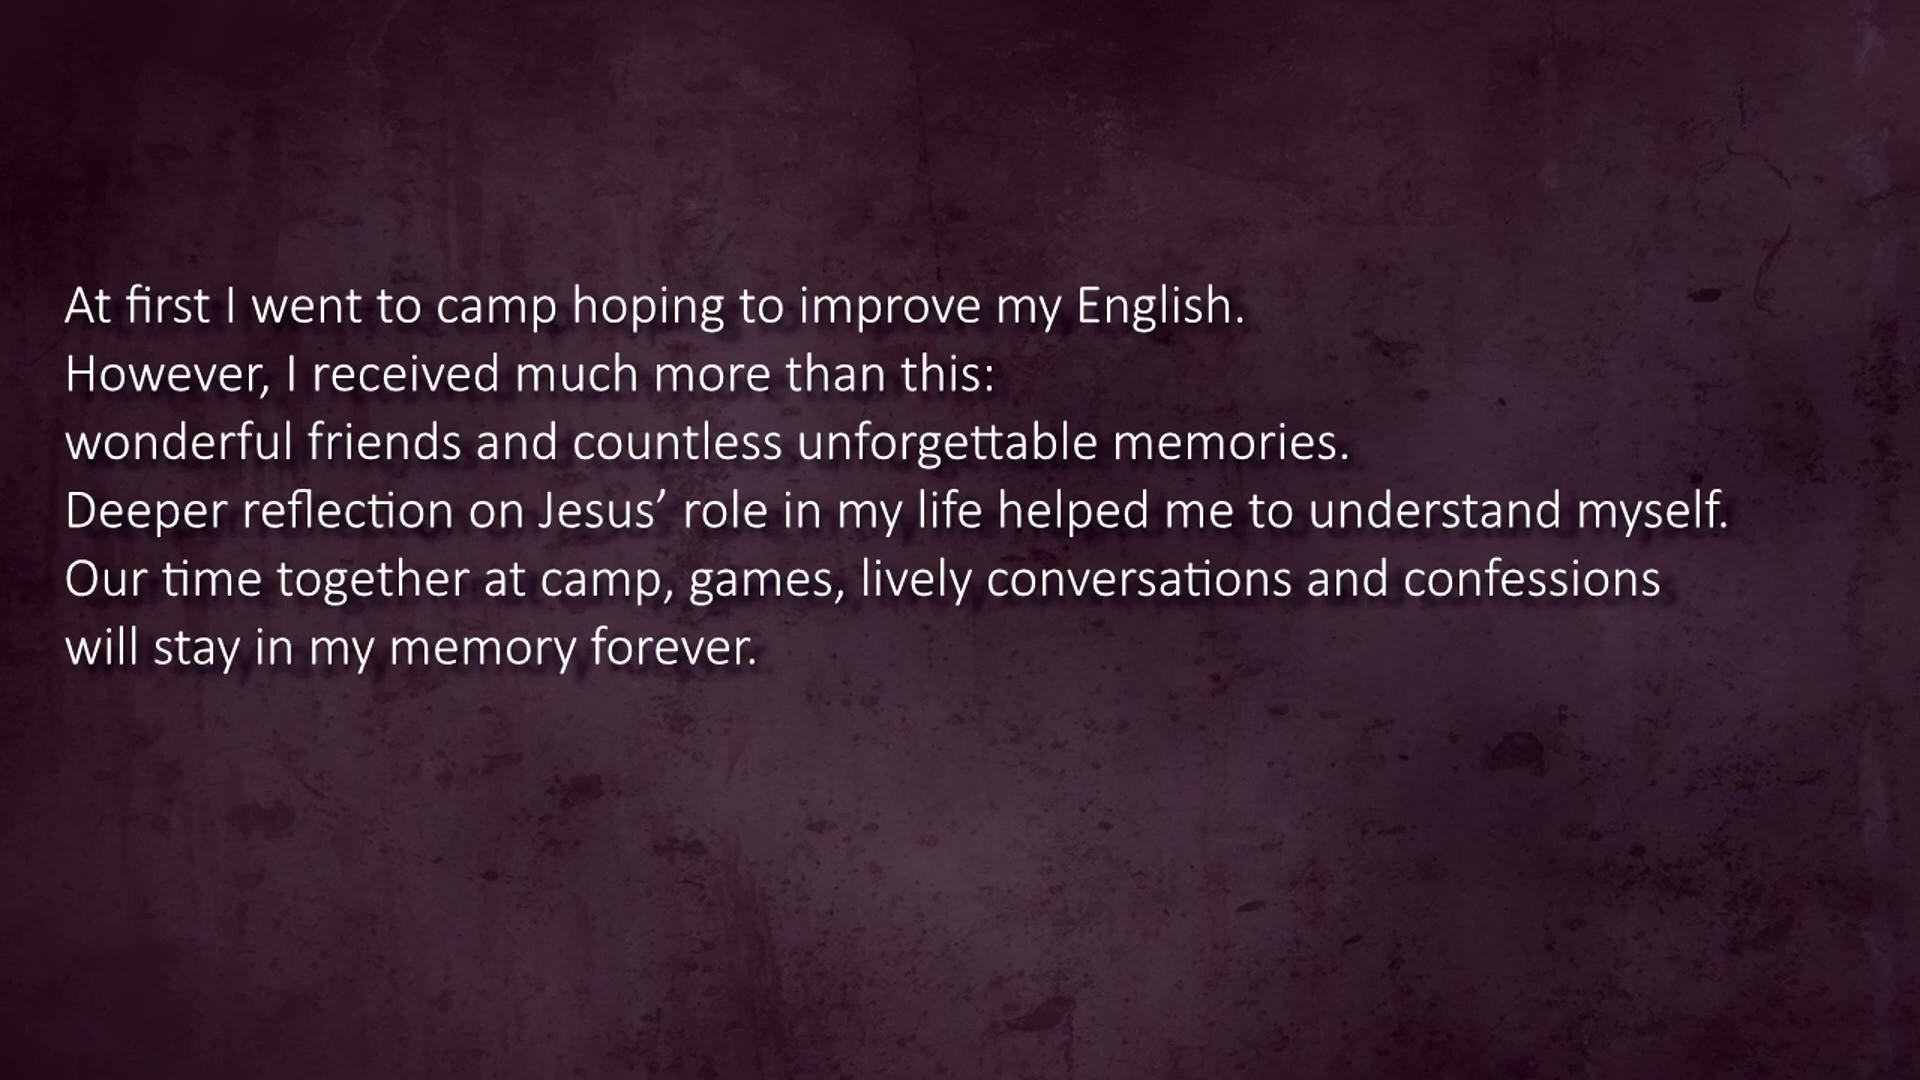 At first I went to camp hoping to improve my English.
However, I received much more than this:
wonderful friends and countless unforgettable memories.
Deeper reflection on Jesus’ role in my life helped me to understand myself.
Our time together at camp, games, lively conversations and confessions
will stay in my memory forever.